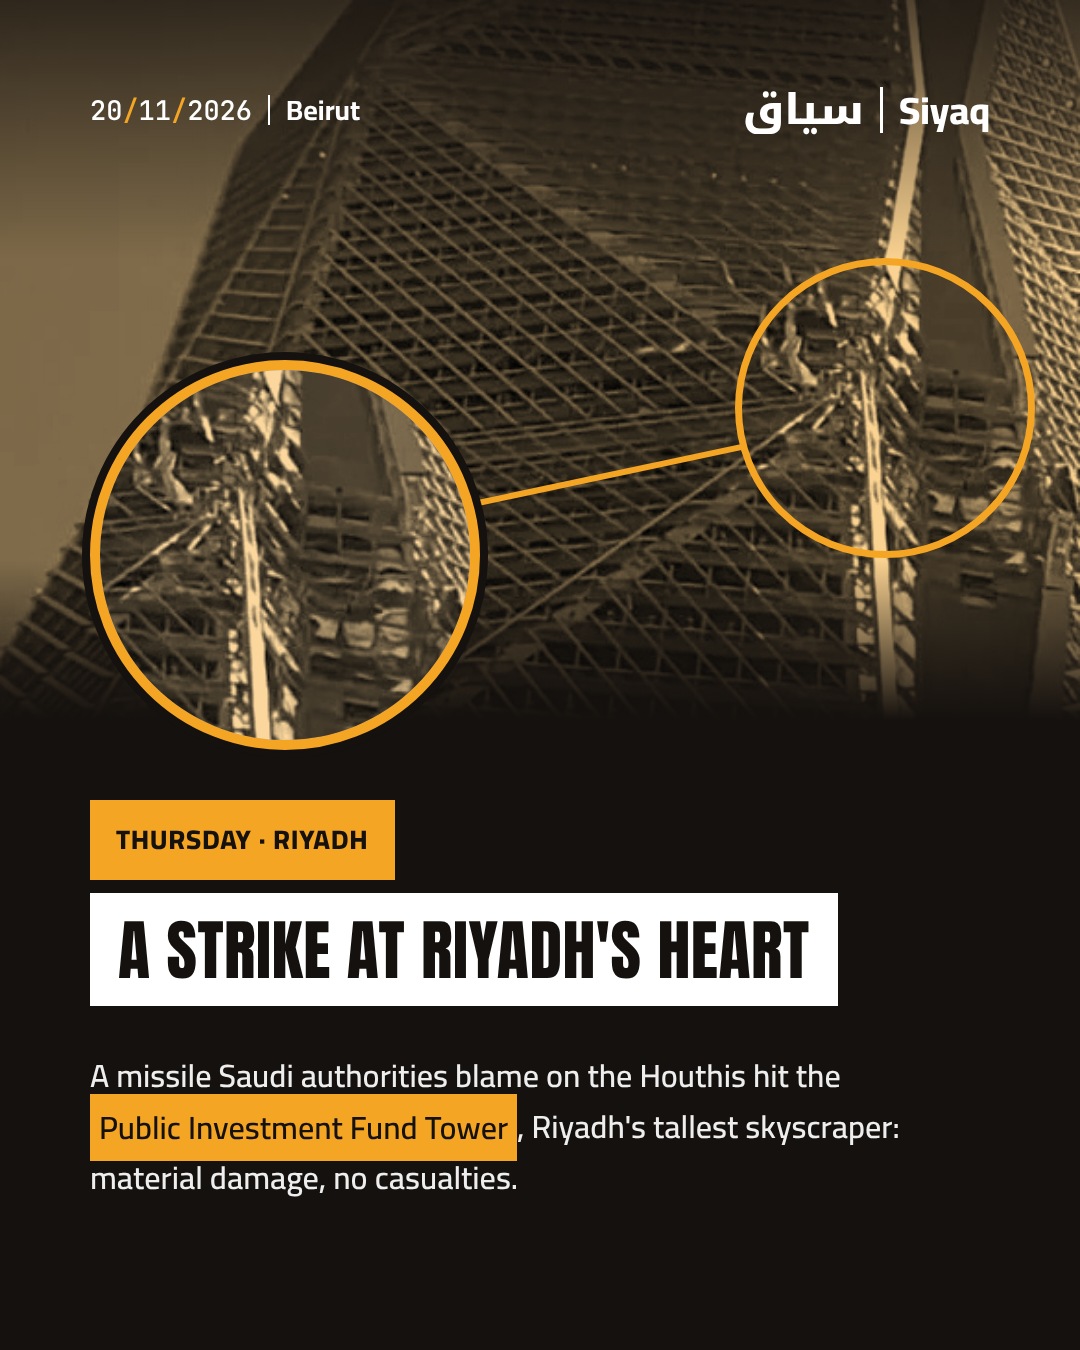 20/11/2026 | Beirut
سياق | Siyaq
THURSDAY · RIYADH
A STRIKE AT RIYADH'S HEART
A missile Saudi authorities blame on the Houthis hit the
Public Investment Fund Tower , Riyadh's tallest skyscraper:
material damage, no casualties.